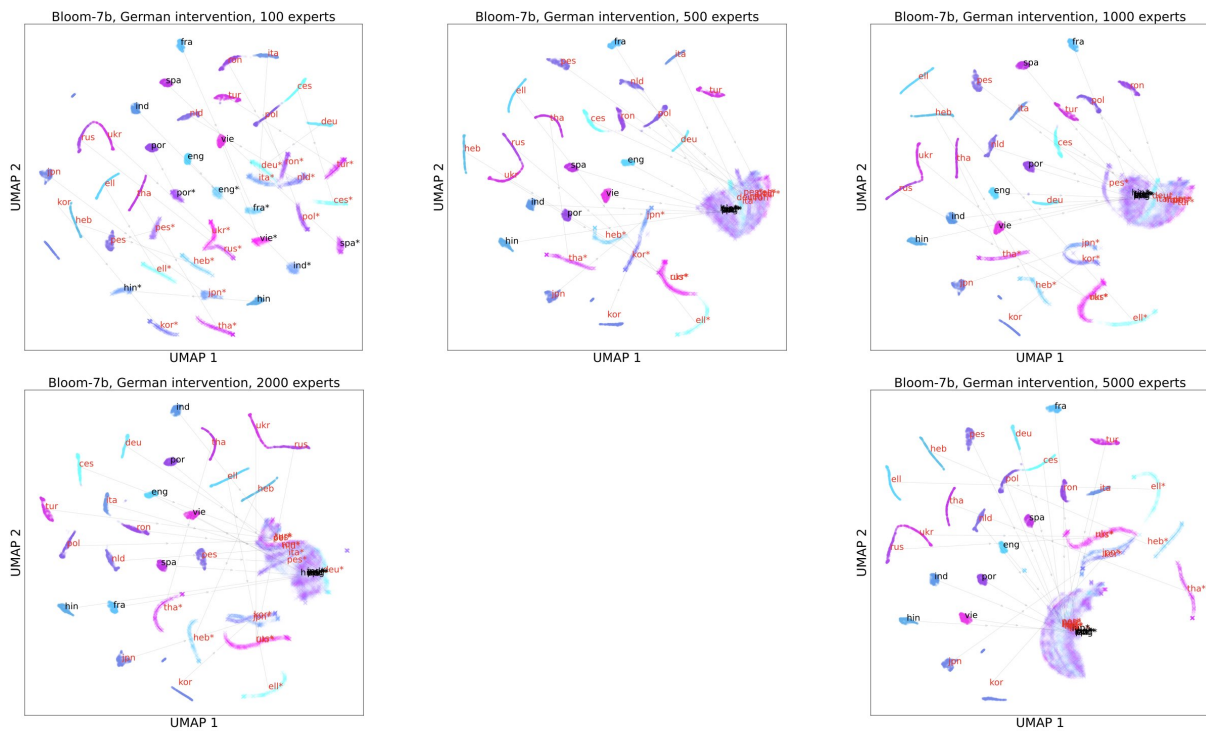 Bloom-7b, German intervention, 100 experts
fra
ron
ita
spa
tur
ces
ind
nld
pol
deu
rus
ukr
por
vie
eng
deu*
ron*
tur*
jpn
ita*
nld*
ell
tha
por*
eng*
ces*
kor
fra*
pol*
heb
pes
pes*
ukr*
rus*
vie*
spa*
ell*
heb*
ind*
hin*
jpn*
hin
kor*
tha*
UMAP 2
UMAP 1
Bloom-7b, German intervention, 500 experts
fra
pes
ita
ell
nld
tur
tha
ces
ron
pol
heb
rus
deu
ukr
spa
eng
ind
vie
por
jpn*
hin
heb*
tha*
kor*
jpn
kor
ell*
UMAP 2
UMAP 1
Bloom-7b, German intervention, 1000 experts
fra
spa
ell
pes
ron
heb
ita
tur
pol
ukr
tha
nld
ces
rus
por
pes*
eng
deu
ind
vie
hin
jpn*
tha*
kor*
jpn
heb*
kor
ell*
UMAP 2
UMAP 1
Bloom-7b, German intervention, 2000 experts
ind
ukr
deu
tha
rus
ces
por
ell
eng
heb
tur
ita
vie
ron
pol
nld
spa
pes
ita*
pes*
deu*
hin
fra
tha*
heb*
jpn
kor
ell*
UMAP 2
UMAP 1
Bloom-7b, German intervention, 5000 experts
fra
pes
deu
tur
heb
ces
ell
pol
ron
ita
ell*
tha
nld
spa
ukr
rus
eng
heb*
ind
por
tha*
hin
vie
jpn
kor
UMAP 2
UMAP 1